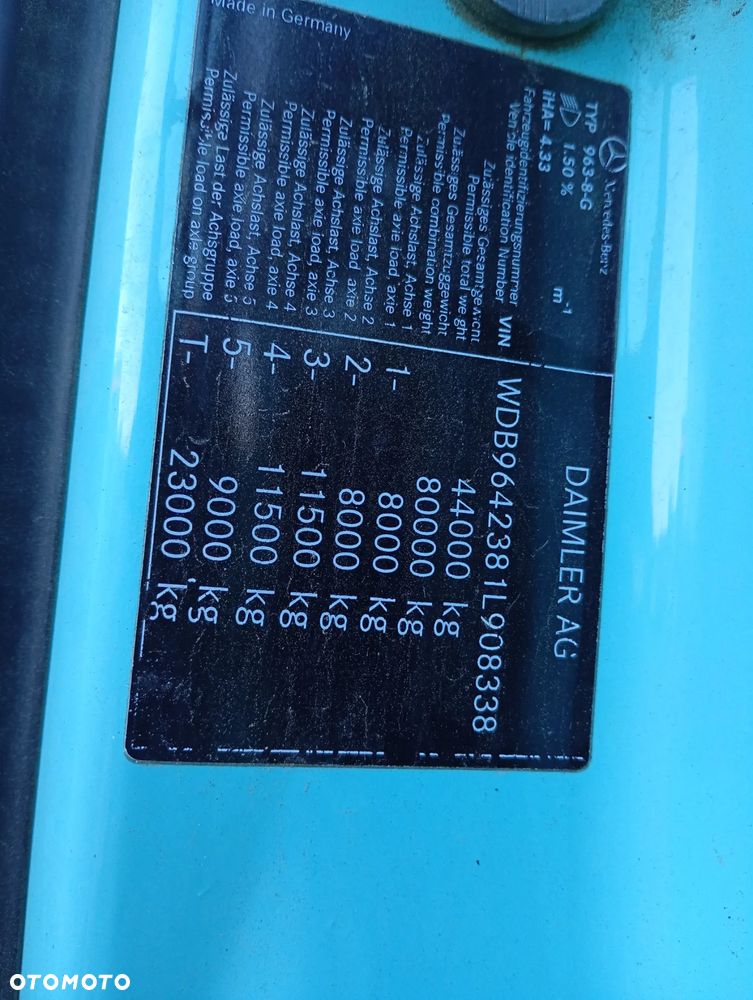 Mercedes-Benz
DAIMLER AG
TYP 963-8-G
1.50 %
m⁻¹
IHA= 4.33
Fahrzeugidentifizierungsnummer
Vehicle Identification Number VIN WDB9642381L908338
Zulässiges Gesamtgewicht
Permissible total weight 44000 kg
Zulässiges Gesamtzuggewicht
Permissible combination weight 80000 kg
Zulässige Achslast, Achse 1
Permissible axle load, axle 1 1- 8000 kg
Zulässige Achslast, Achse 2
Permissible axle load, axle 2 2- 8000 kg
Zulässige Achslast, Achse 3
Permissible axle load, axle 3 3- 11500 kg
Zulässige Achslast, Achse 4
Permissible axle load, axle 4 4- 11500 kg
Zulässige Achslast, Achse 5
Permissible axle load, axle 5 5- 9000 kg
Zulässige Last der Achsgruppe
Permissible load on axle group T- 23000 kg
Made in Germany
OTOMOTO